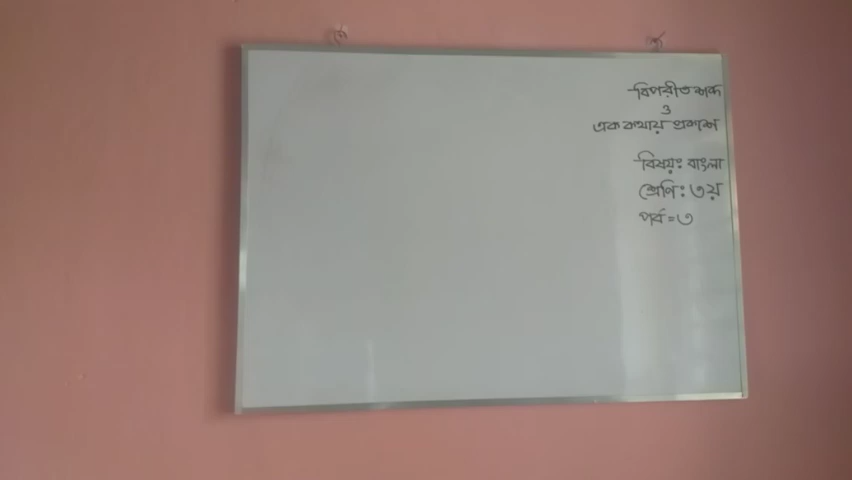 বিপরীত শব্দ
ও
এক কথায় প্রকাশ
বিষয়ঃ বাংলা
শ্রেণি : ৩য়
পর্ব = ৩